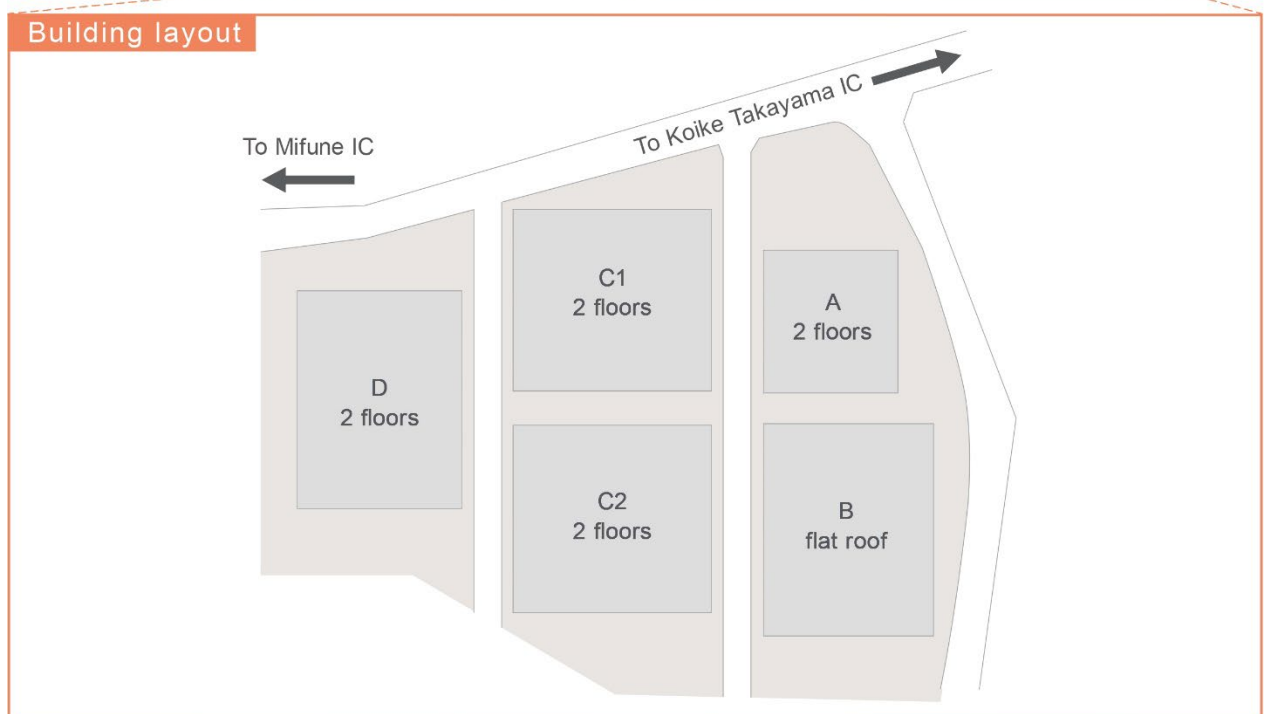 Building layout
To Koike Takayama IC
To Mifune IC
C1
2 floors
A
2 floors
D
2 floors
C2
2 floors
B
flat roof